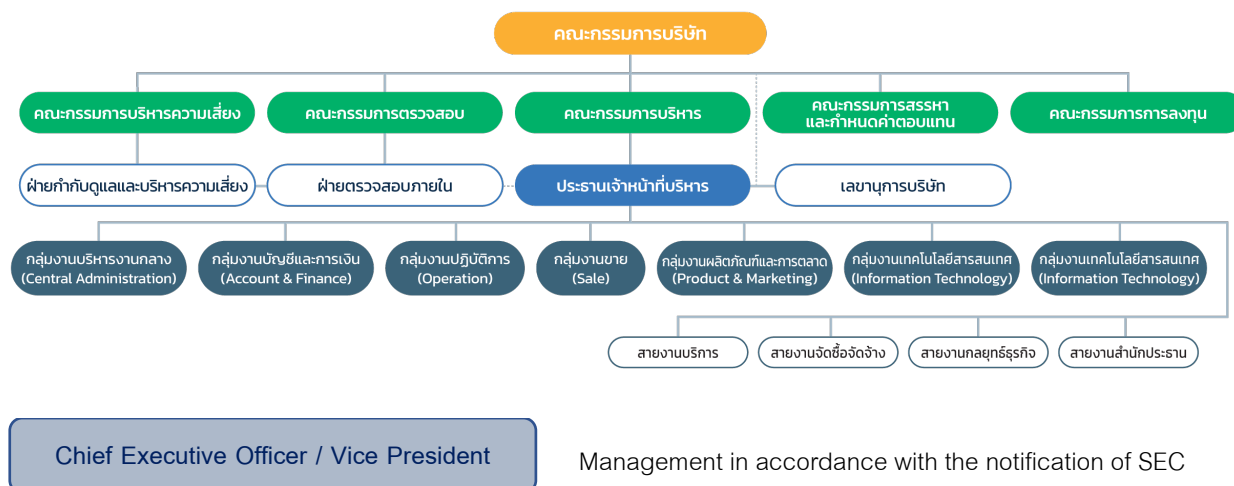 คณะกรรมการบริษัท
คณะกรรมการบริหารความเสี่ยง
คณะกรรมการตรวจสอบ
คณะกรรมการบริหาร
คณะกรรมการสรรหา
และกำหนดค่าตอบแทน
คณะกรรมการการลงทุน
ฝ่ายกำกับดูแลและบริหารความเสี่ยง
ฝ่ายตรวจสอบภายใน
ประธานเจ้าหน้าที่บริหาร
เลขานุการบริษัท
กลุ่มงานบริหารงานกลาง
(Central Administration)
กลุ่มงานบัญชีและการเงิน
(Account & Finance)
กลุ่มงานปฏิบัติการ
(Operation)
กลุ่มงานขาย
(Sale)
กลุ่มงานผลิตภัณฑ์และการตลาด
(Product & Marketing)
กลุ่มงานเทคโนโลยีสารสนเทศ
(Information Technology)
กลุ่มงานเทคโนโลยีสารสนเทศ
(Information Technology)
สายงานบริการ
สายงานจัดซื้อจัดจ้าง
สายงานกลยุทธ์ธุรกิจ
สายงานสำนักประธาน
Chief Executive Officer / Vice President
Management in accordance with the notification of SEC